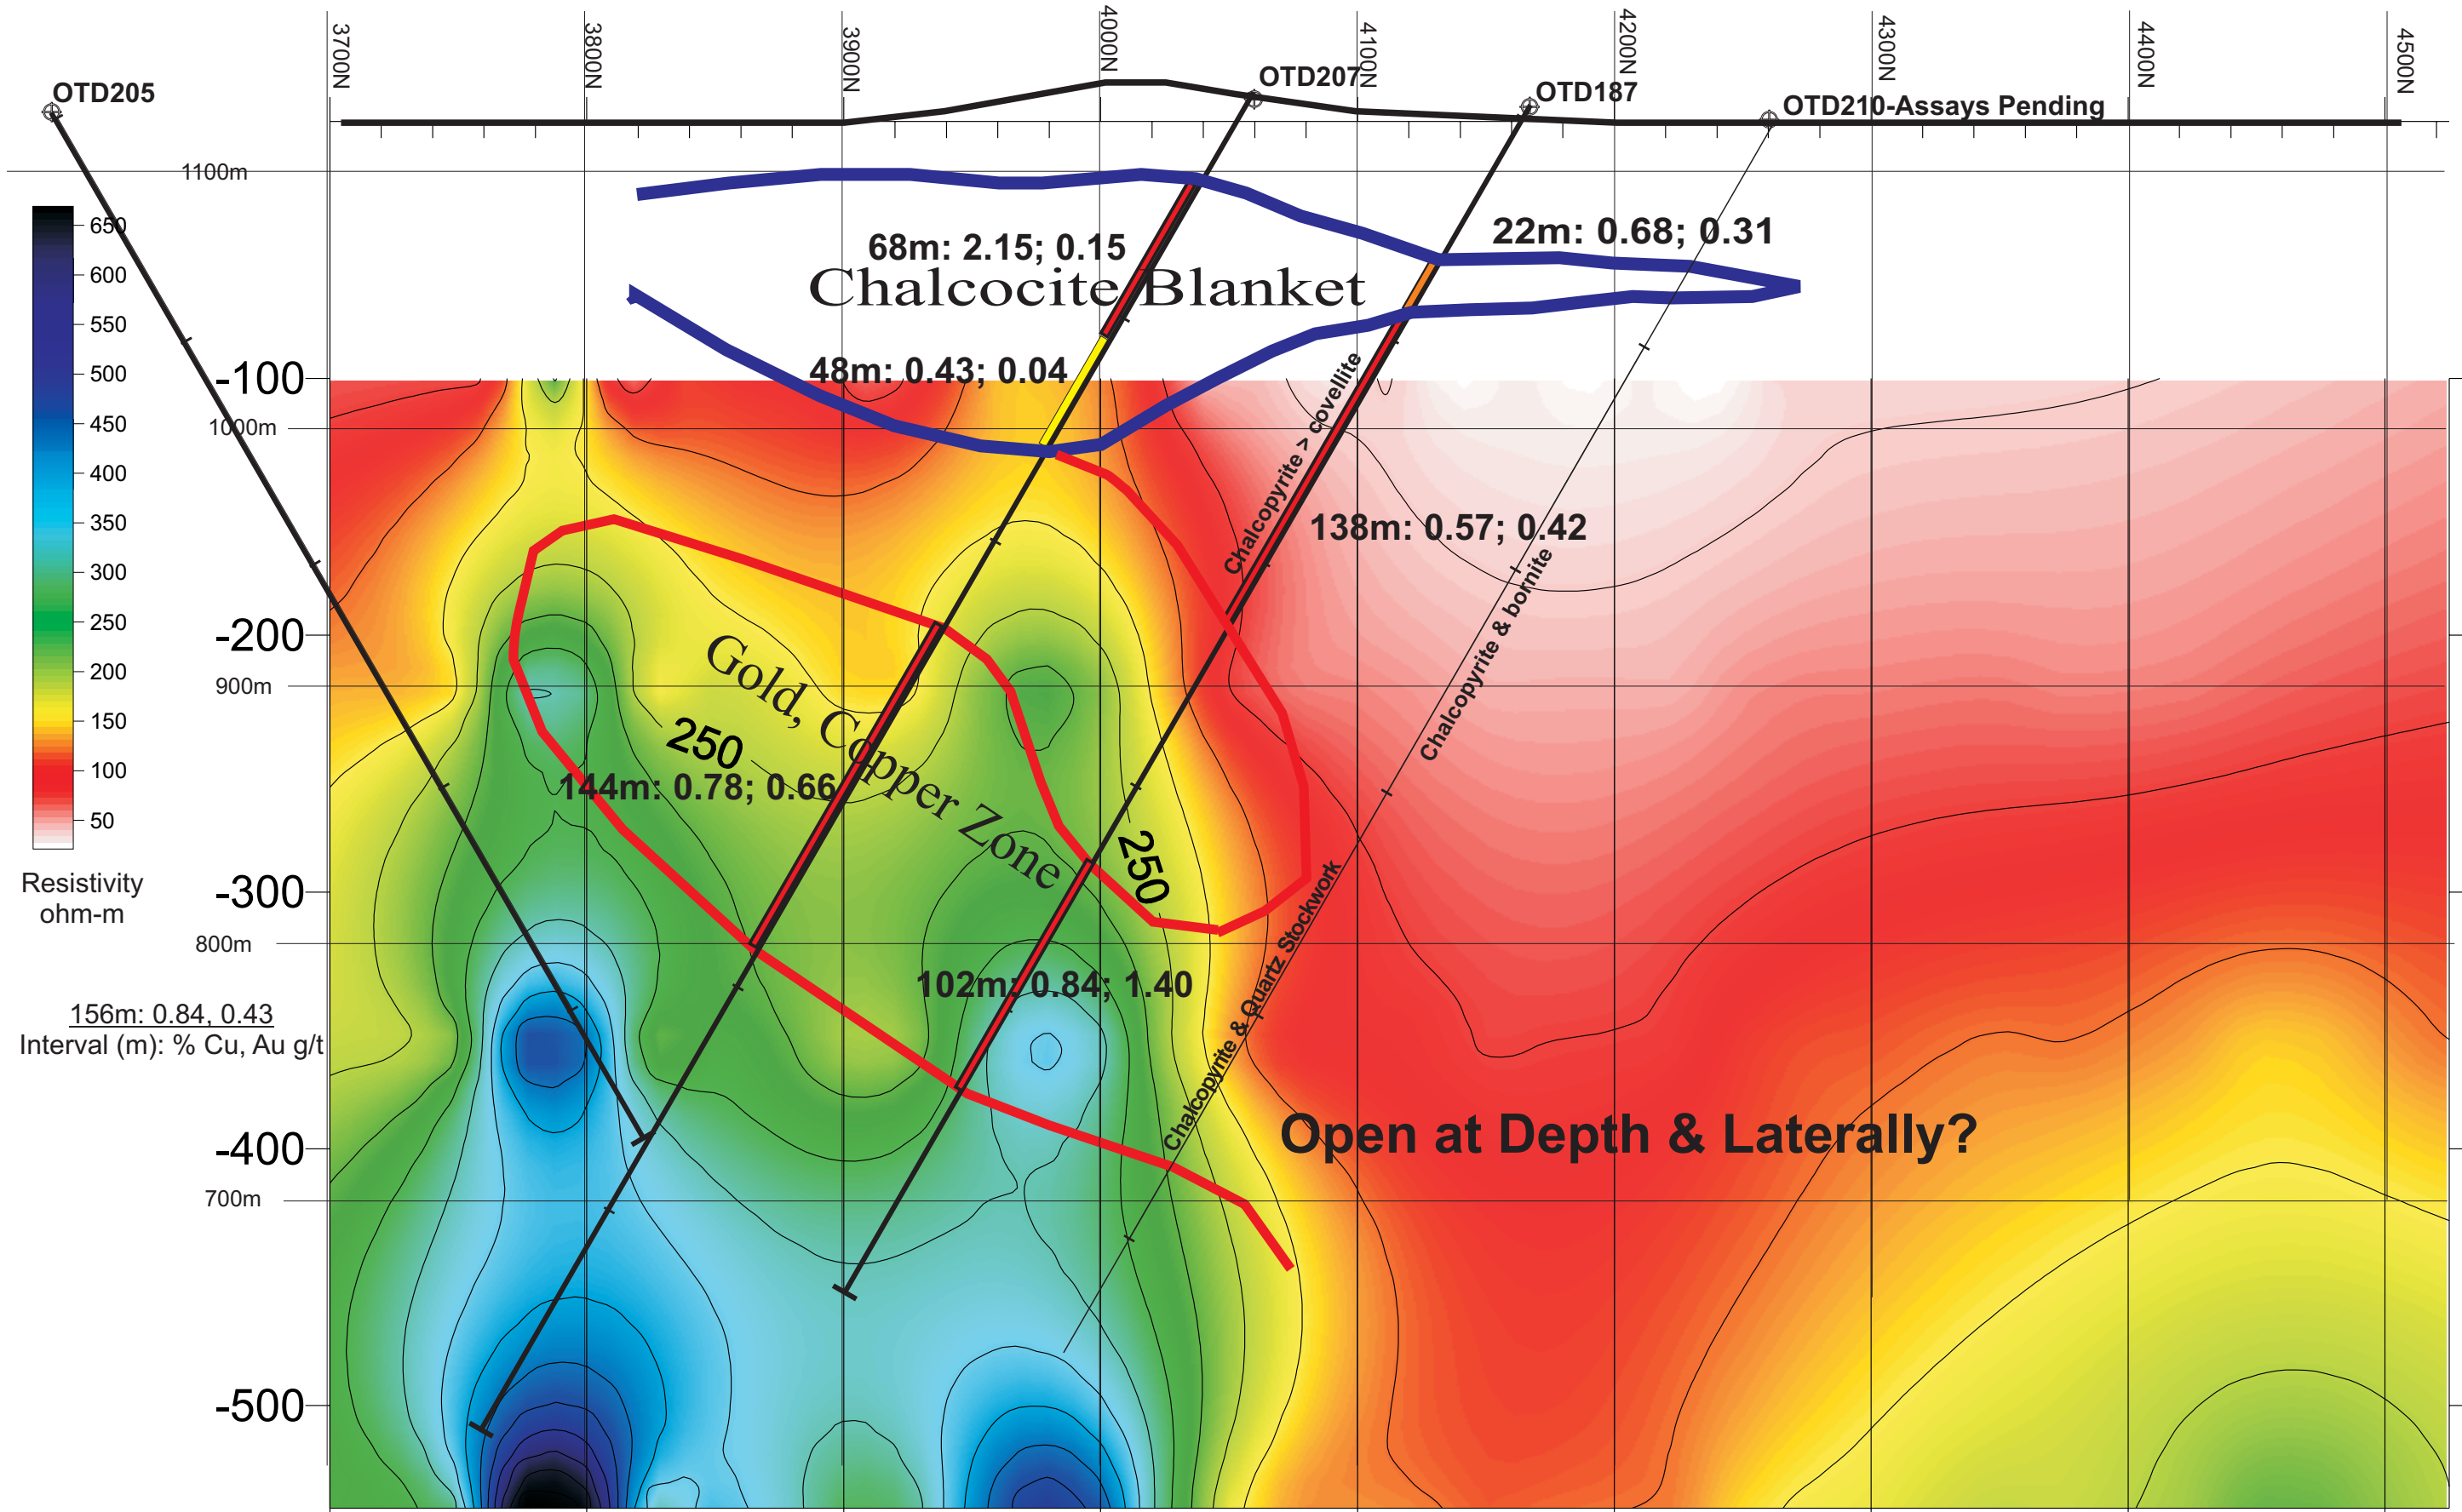 3700N
3800N
3900N
4000N
4100N
4200N
4300N
4400N
4500N
OTD205
OTD207
OTD187
OTD210-Assays Pending
1100m
68m: 2.15; 0.15
22m: 0.68; 0.31
Chalcocite Blanket
48m: 0.43; 0.04
-100
1000m
Chalcopyrite > covellite
138m: 0.57; 0.42
Chalcopyrite & bornite
-200
900m
Gold, Copper Zone
250
144m: 0.78; 0.66
250
-300
800m
102m: 0.84; 1.40
Chalcopyrite & Quartz Stockwork
Open at Depth & Laterally?
-400
700m
-500
650
600
550
500
450
400
350
300
250
200
150
100
50
Resistivity
ohm-m
156m: 0.84, 0.43
Interval (m): % Cu, Au g/t